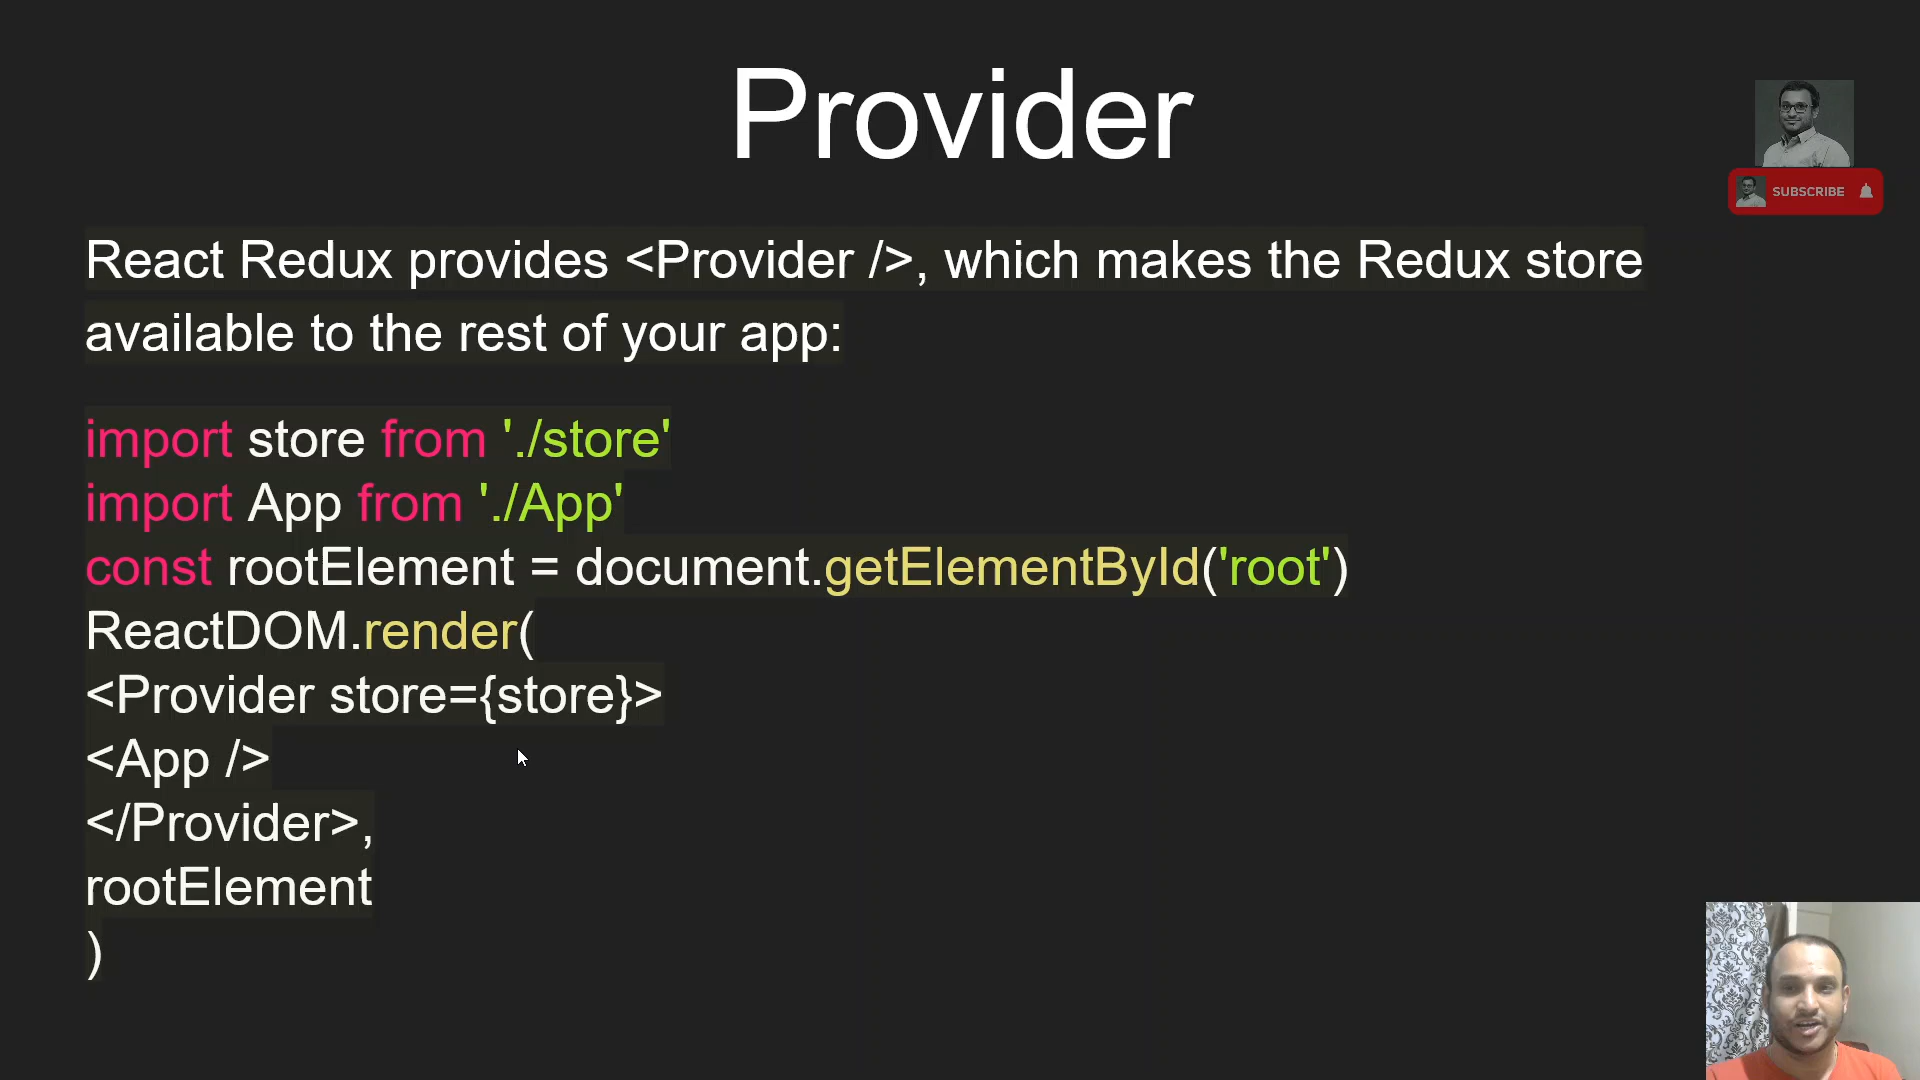 Provider
SUBSCRIBE
React Redux provides <Provider />, which makes the Redux store
available to the rest of your app:
import store from './store'
import App from './App'
const rootElement = document.getElementById('root')
ReactDOM.render(
<Provider store={store}>
<App />
</Provider>,
rootElement
)